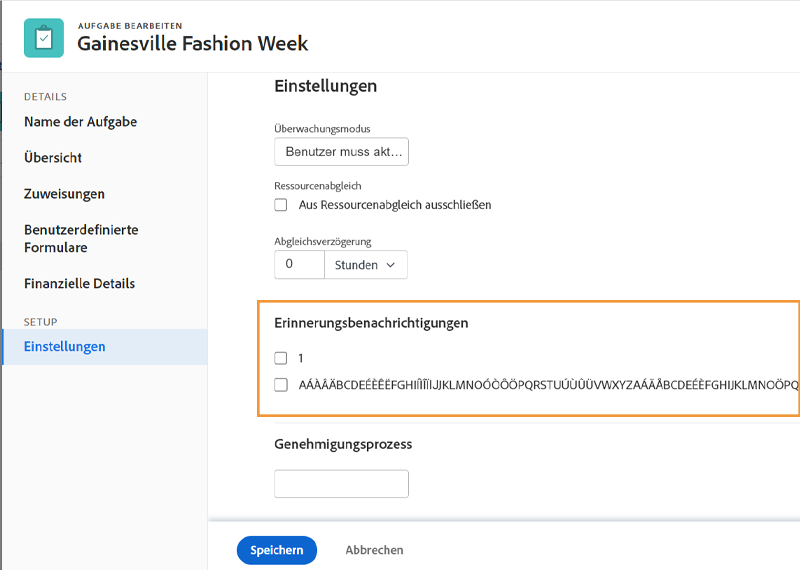 AUFGABE BEARBEITEN
Gainesville Fashion Week
DETAILS
Name der Aufgabe
Übersicht
Zuweisungen
Benutzerdefinierte
Formulare
Finanzielle Details
SETUP
Einstellungen
Einstellungen
Überwachungsmodus
Benutzer muss akt...
Ressourcenabgleich
Aus Ressourcenabgleich ausschließen
Abgleichsverzögerung
0 Stunden
Erinnerungsbenachrichtigungen
1
AÁÀÂÄBCDEÉÈÊËFGHIÍÌÎÏIJJKLMNOÓÒÔÖPQRSTUÚÙÛÜVWXYZAÁÄÅBCDEÉÈFGHIJKLMNOÖPQ
Genehmigungsprozess
Speichern Abbrechen